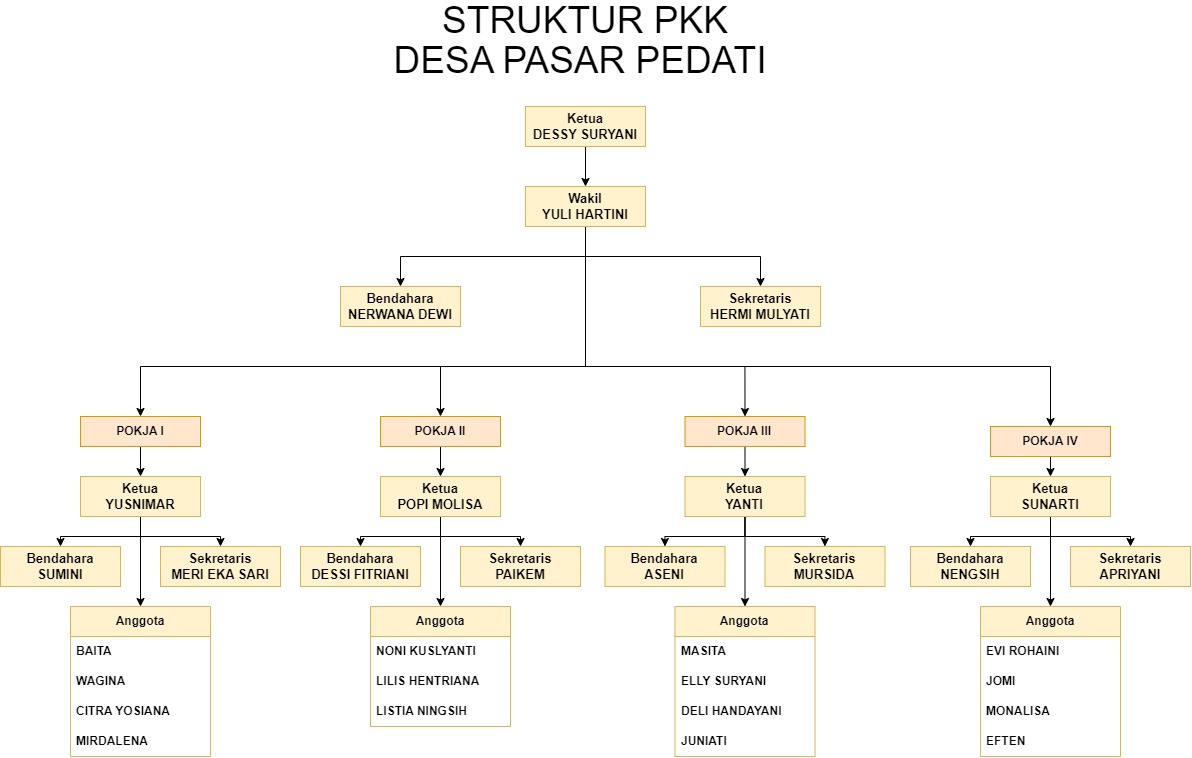 STRUKTUR PKK
DESA PASAR PEDATI
Ketua
DESSY SURYANI
Wakil
YULI HARTINI
Bendahara
NERWANA DEWI
Sekretaris
HERMI MULYATI
POKJA I
Ketua
YUSNIMAR
Bendahara
SUMINI
Sekretaris
MERI EKA SARI
Anggota
BAITA
WAGINA
CITRA YOSIANA
MIRDALENA
POKJA II
Ketua
POPI MOLISA
Bendahara
DESSI FITRIANI
Sekretaris
PAIKEM
Anggota
NONI KUSLYANTI
LILIS HENTRIANA
LISTIA NINGSIH
POKJA III
Ketua
YANTI
Bendahara
ASENI
Sekretaris
MURSIDA
Anggota
MASITA
ELLY SURYANI
DELI HANDAYANI
JUNIATI
POKJA IV
Ketua
SUNARTI
Bendahara
NENGSIH
Sekretaris
APRIYANI
Anggota
EVI ROHAINI
JOMI
MONALISA
EFTEN